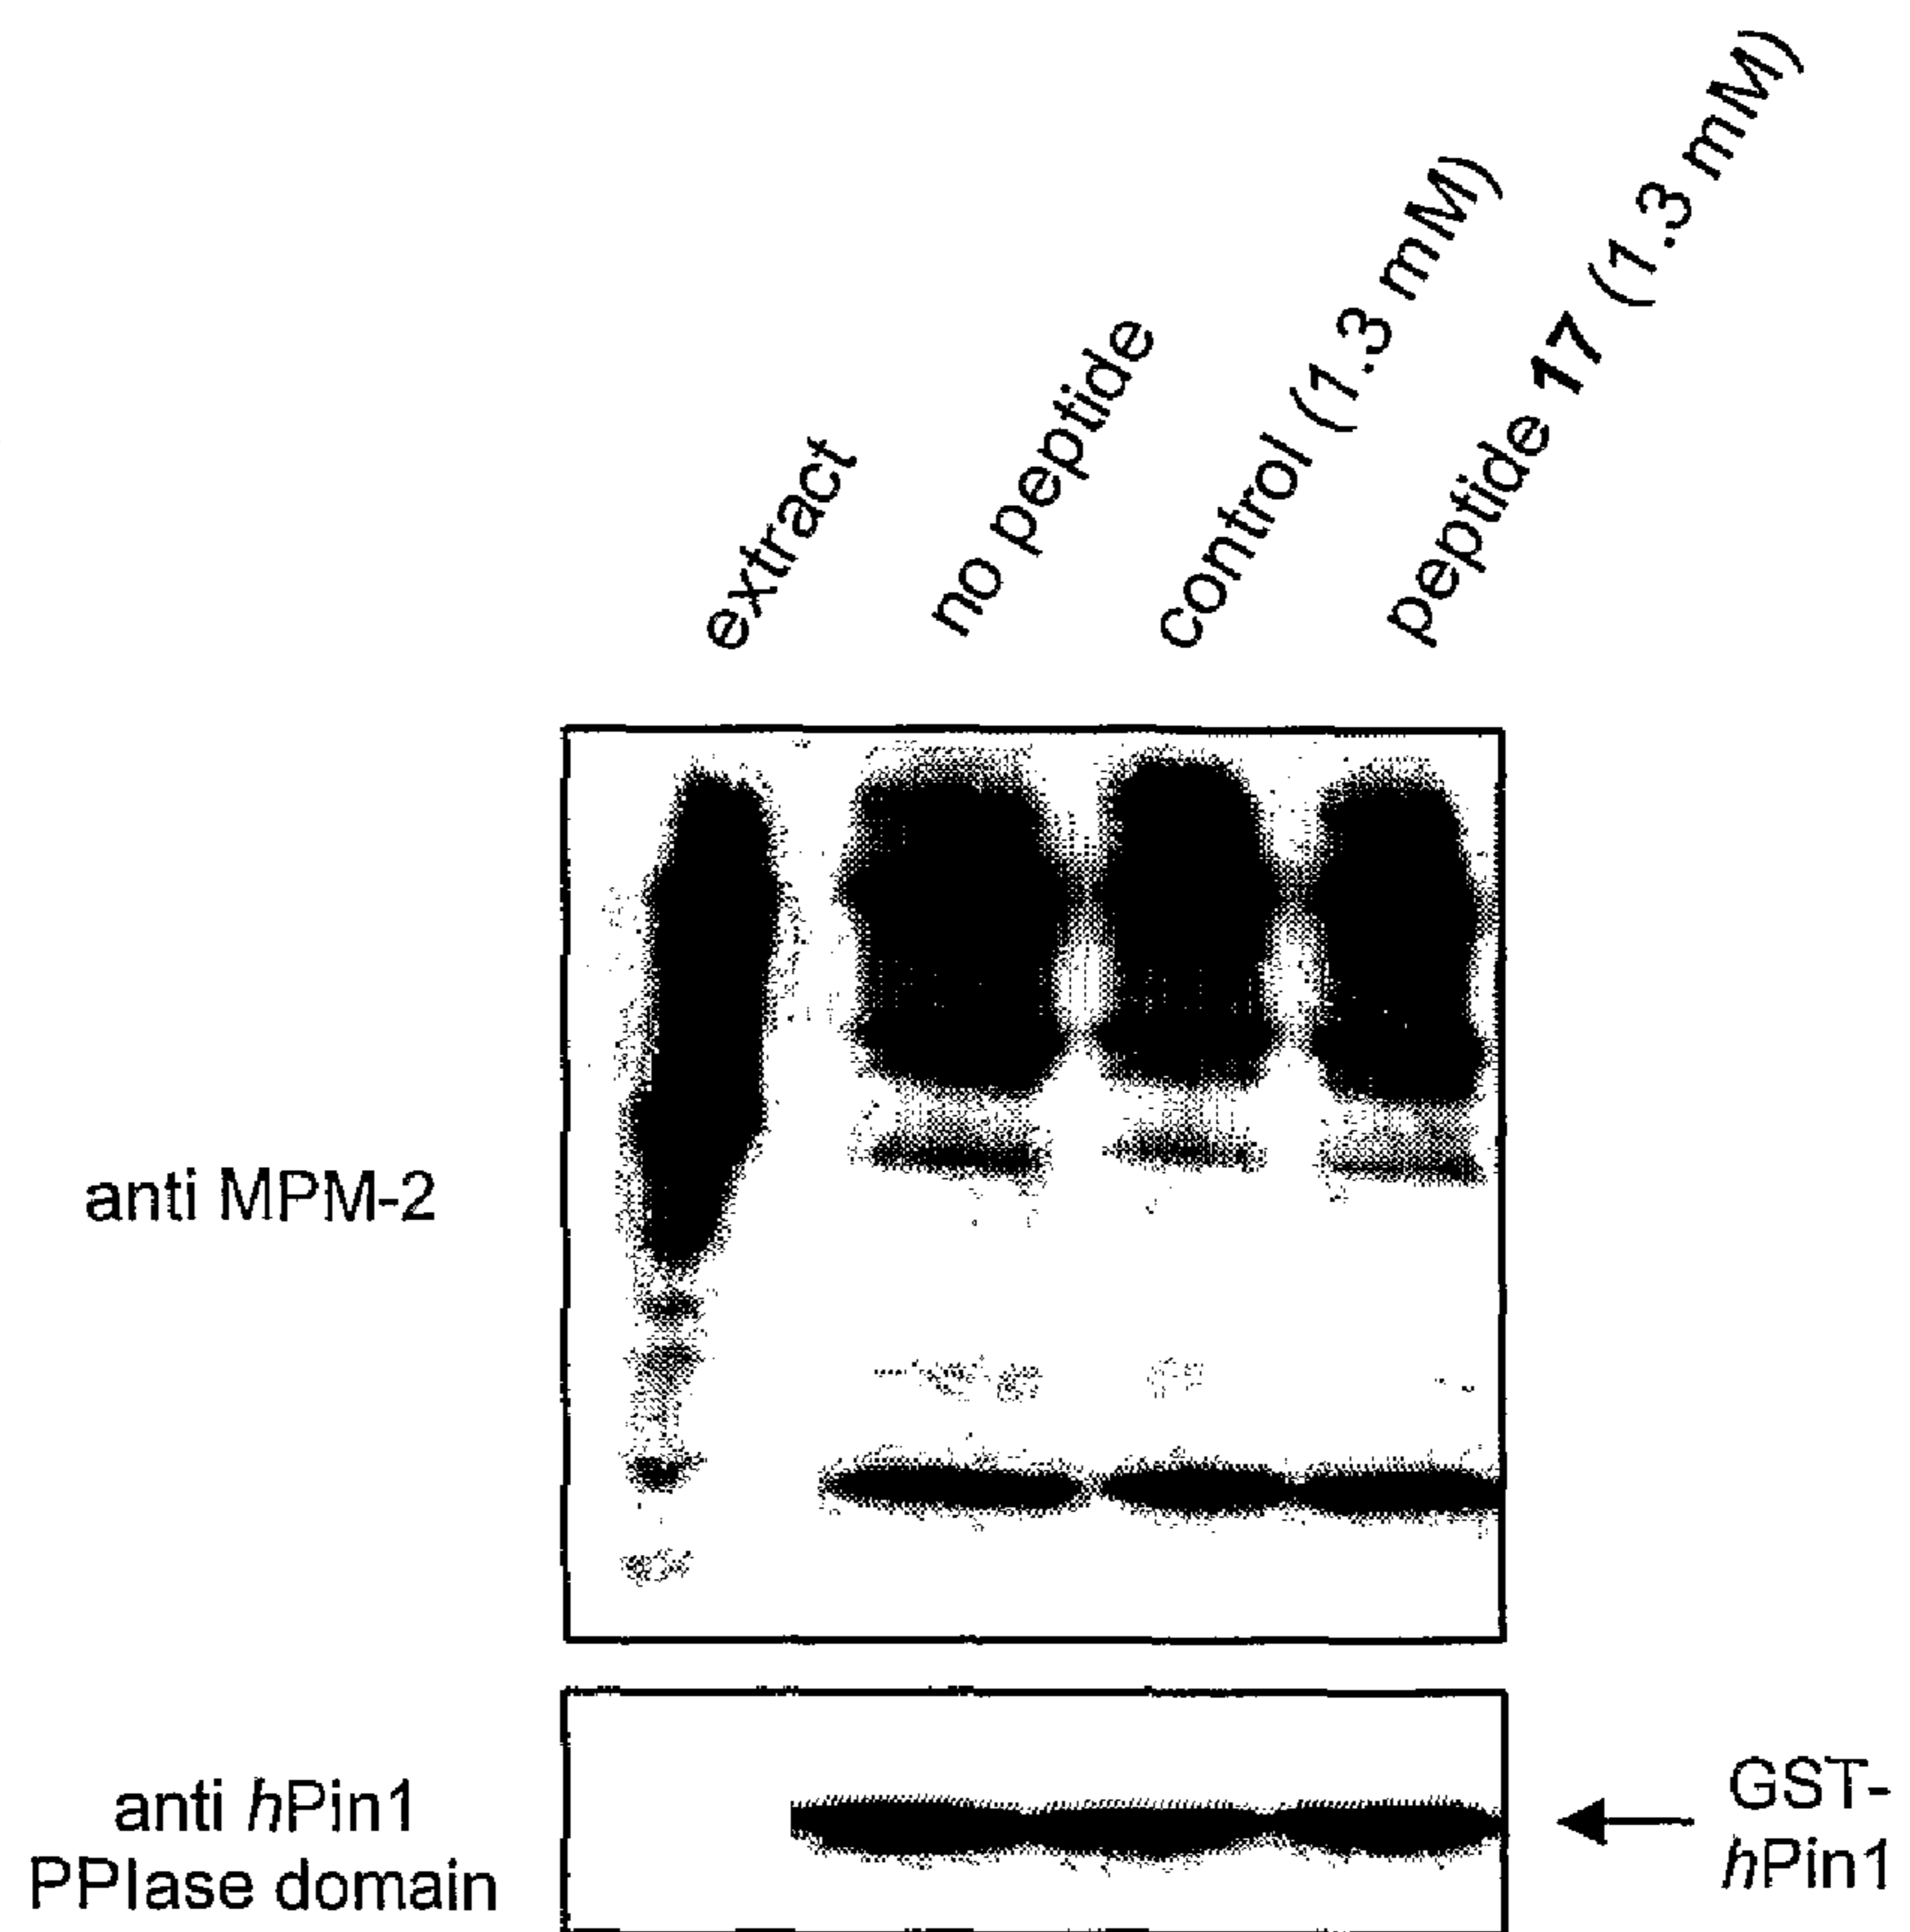 extract
no peptide
control (1.3 mM)
peptide 17 (1.3 mM)
anti MPM-2
anti hPin1
PPIase domain
GST-
hPin1